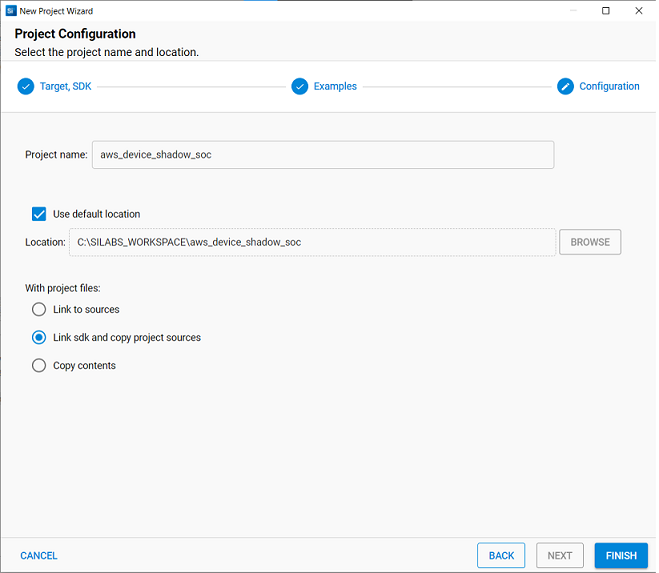 Si New Project Wizard
Project Configuration
Select the project name and location.
Target, SDK
Examples
Configuration
Project name: aws_device_shadow_soc
Use default location
Location: C:\SILABS_WORKSPACE\aws_device_shadow_soc BROWSE
With project files:
Link to sources
Link sdk and copy project sources
Copy contents
CANCEL BACK NEXT FINISH